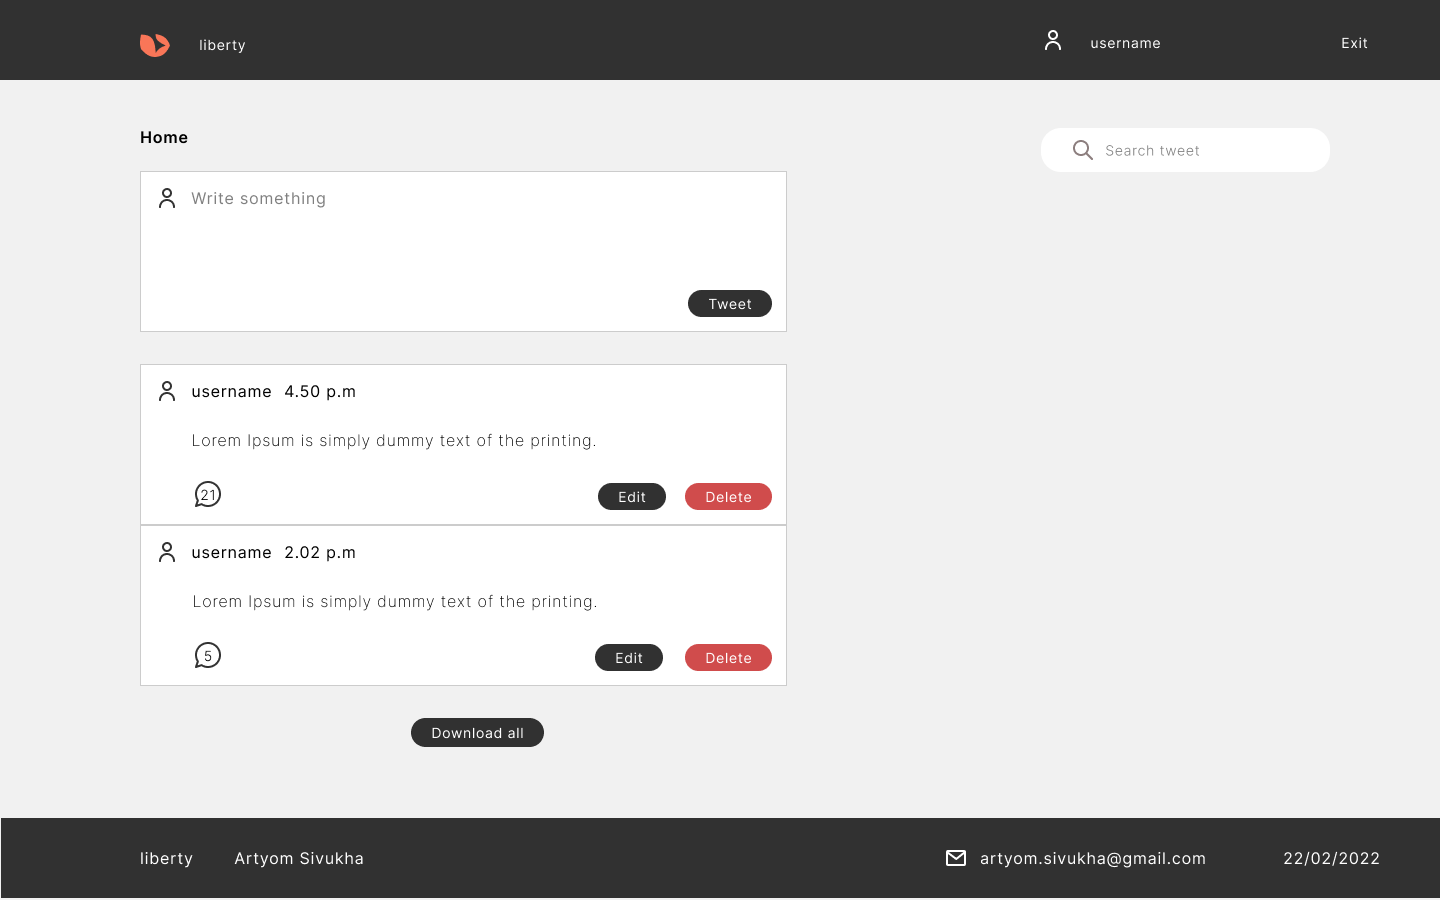 liberty username Exit
Home
Search tweet
Write something
Tweet
username 4.50 p.m
Lorem Ipsum is simply dummy text of the printing.
21 Edit Delete
username 2.02 p.m
Lorem Ipsum is simply dummy text of the printing.
5 Edit Delete
Download all
liberty Artyom Sivukha artyom.sivukha@gmail.com 22/02/2022